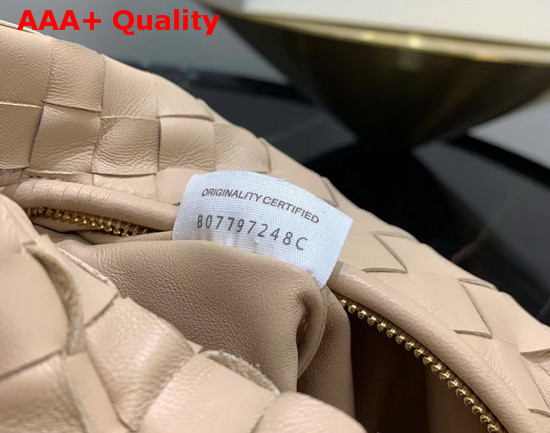 AAA+ Quality
ORIGINALITY CERTIFIED
B07797248C